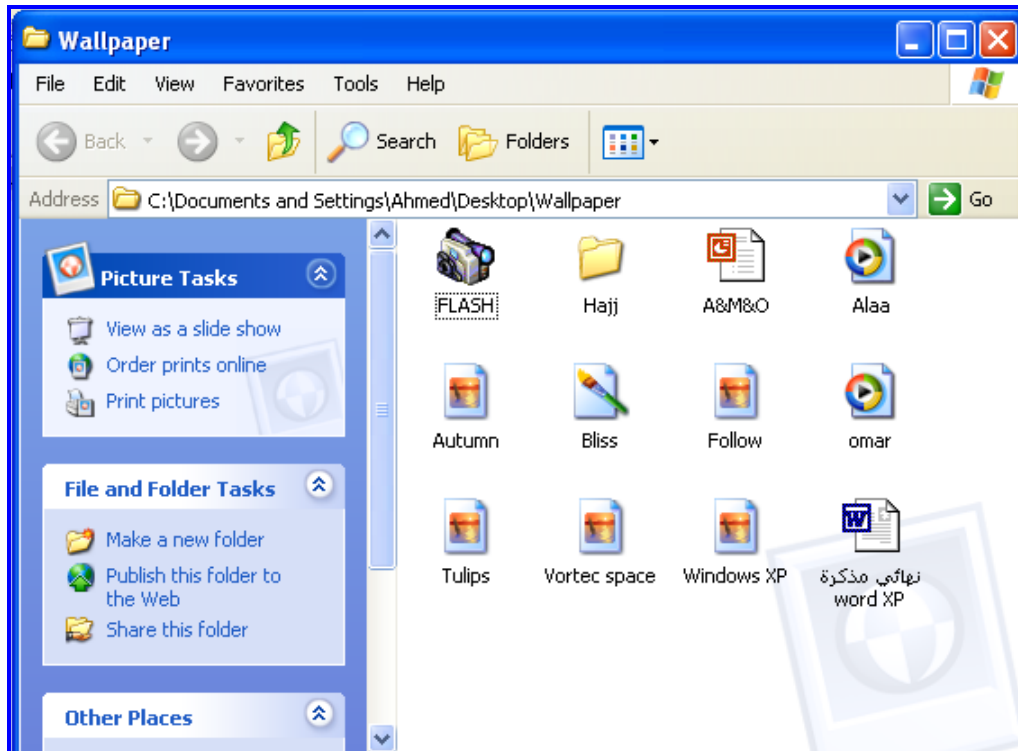 Wallpaper
File Edit View Favorites Tools Help
Back Search Folders
Address C:\Documents and Settings\Ahmed\Desktop\Wallpaper Go
Picture Tasks
View as a slide show
Order prints online
Print pictures
File and Folder Tasks
Make a new folder
Publish this folder to
the Web
Share this folder
Other Places
FLASH Hajj A&M&O Alaa
Autumn Bliss Follow omar
Tulips Vortec space Windows XP نهائي مذكرة
word XP